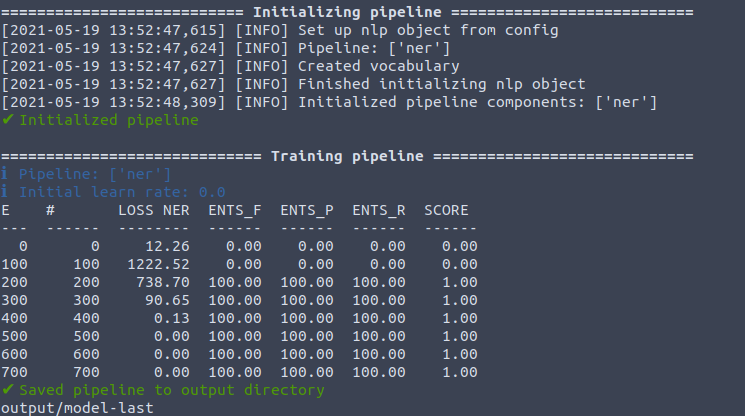 =========================== Initializing pipeline ===========================
[2021-05-19 13:52:47,615] [INFO] Set up nlp object from config
[2021-05-19 13:52:47,624] [INFO] Pipeline: ['ner']
[2021-05-19 13:52:47,627] [INFO] Created vocabulary
[2021-05-19 13:52:47,627] [INFO] Finished initializing nlp object
[2021-05-19 13:52:48,309] [INFO] Initialized pipeline components: ['ner']
✔ Initialized pipeline
============================= Training pipeline =============================
ℹ Pipeline: ['ner']
ℹ Initial learn rate: 0.0
E    #       LOSS NER  ENTS_F  ENTS_P  ENTS_R  SCORE
---  ------  --------  ------  ------  ------  ------
  0       0     12.26    0.00    0.00    0.00    0.00
100     100   1222.52    0.00    0.00    0.00    0.00
200     200    738.70  100.00  100.00  100.00    1.00
300     300     90.65  100.00  100.00  100.00    1.00
400     400      0.13  100.00  100.00  100.00    1.00
500     500      0.00  100.00  100.00  100.00    1.00
600     600      0.00  100.00  100.00  100.00    1.00
700     700      0.00  100.00  100.00  100.00    1.00
✔ Saved pipeline to output directory
output/model-last